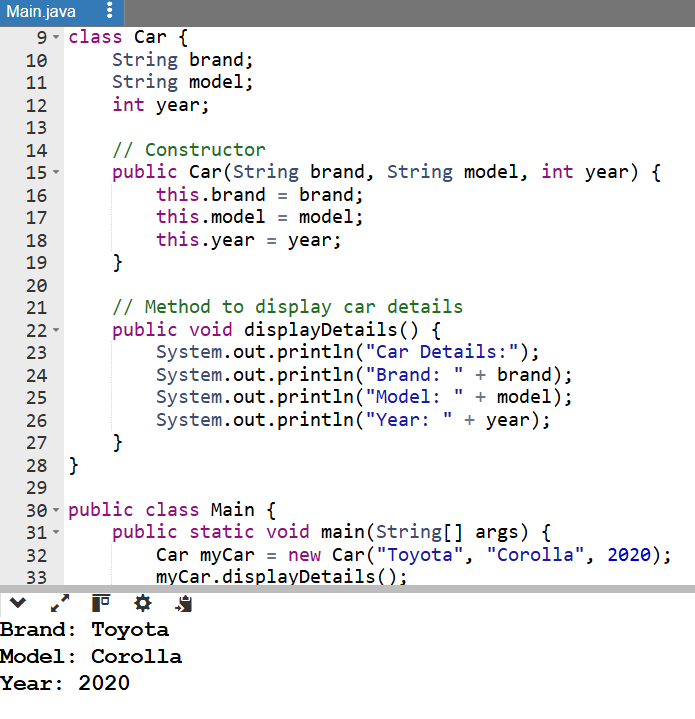 Main.java
9 class Car {
10 String brand;
11 String model;
12 int year;
13
14 // Constructor
15 public Car(String brand, String model, int year) {
16 this.brand = brand;
17 this.model = model;
18 this.year = year;
19 }
20
21 // Method to display car details
22 public void displayDetails() {
23 System.out.println("Car Details:");
24 System.out.println("Brand: " + brand);
25 System.out.println("Model: " + model);
26 System.out.println("Year: " + year);
27 }
28 }
29
30 public class Main {
31 public static void main(String[] args) {
32 Car myCar = new Car("Toyota", "Corolla", 2020);
33 myCar.displayDetails();
Brand: Toyota
Model: Corolla
Year: 2020